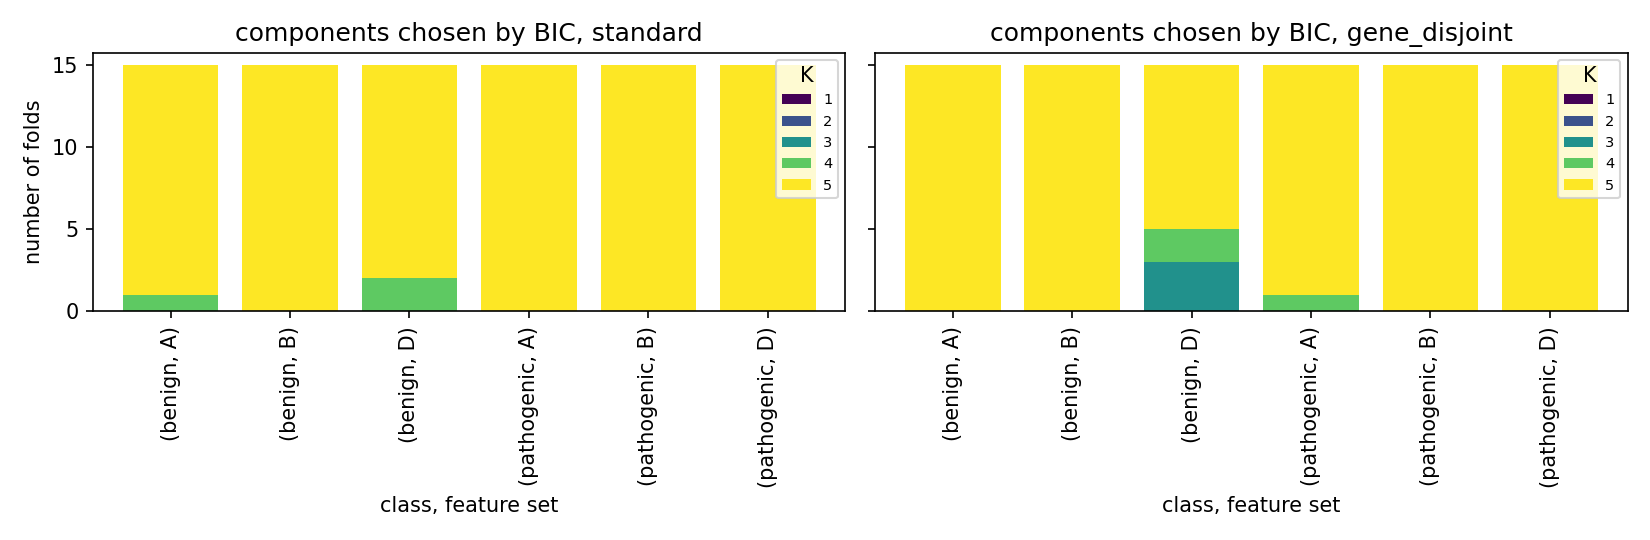 components chosen by BIC, standard
number of folds
15
10
5
0
K
1
2
3
4
5
(benign, A)
(benign, B)
(benign, D)
(pathogenic, A)
(pathogenic, B)
(pathogenic, D)
class, feature set
components chosen by BIC, gene_disjoint
K
1
2
3
4
5
(benign, A)
(benign, B)
(benign, D)
(pathogenic, A)
(pathogenic, B)
(pathogenic, D)
class, feature set